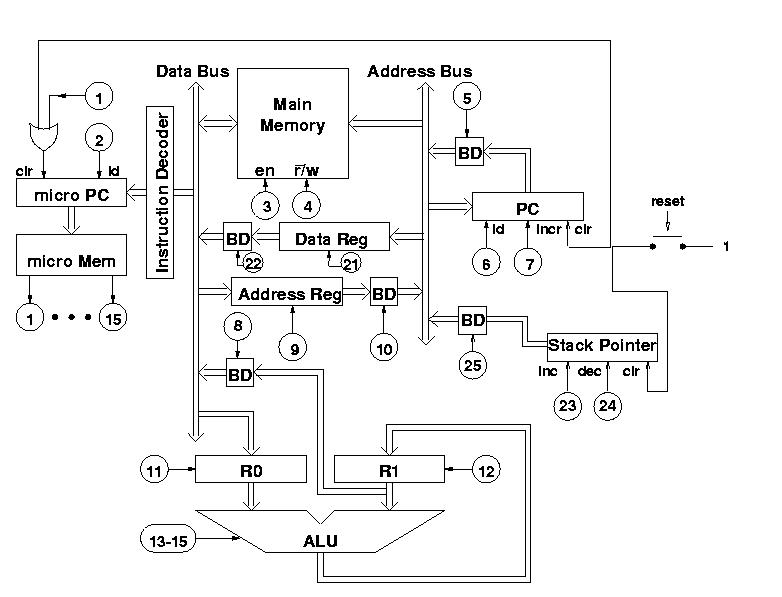 Data Bus
Address Bus
1
5
Main
Memory
2
BD
clr
ld
en
r̅/w
micro PC
Instruction Decoder
3
4
PC
reset
ld
incr
clr
BD
Data Reg
1
micro Mem
22
21
6
7
Address Reg
BD
1
15
8
9
10
BD
Stack Pointer
BD
25
inc
dec
clr
23
24
11
R0
R1
12
13-15
ALU